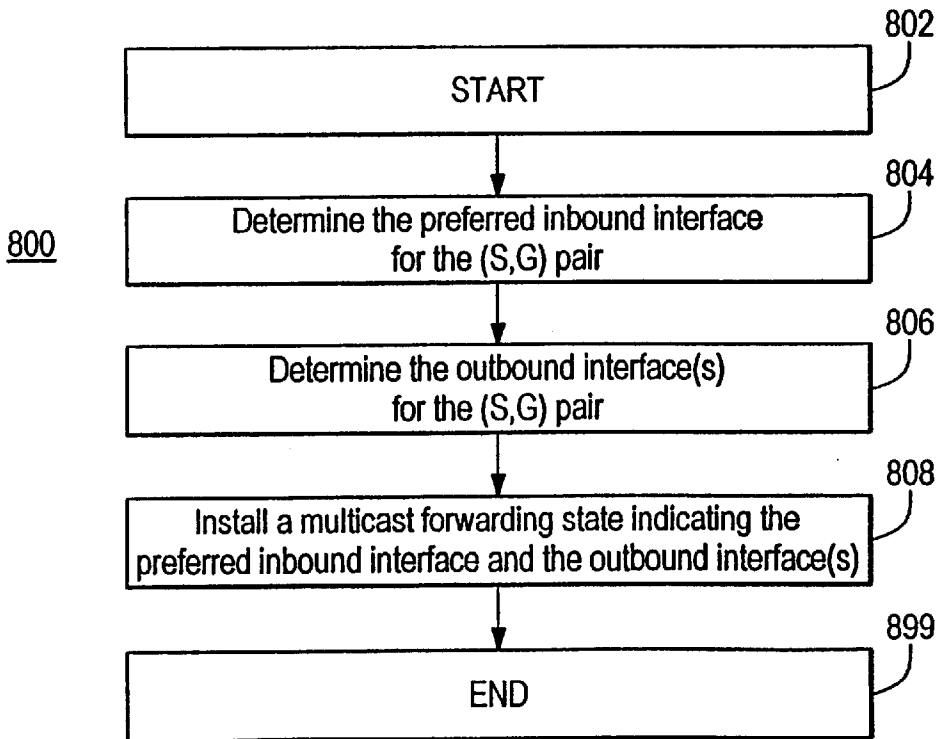 802
START
804
800
Determine the preferred inbound interface
for the (S,G) pair
806
Determine the outbound interface(s)
for the (S,G) pair
808
Install a multicast forwarding state indicating the
preferred inbound interface and the outbound interface(s)
899
END